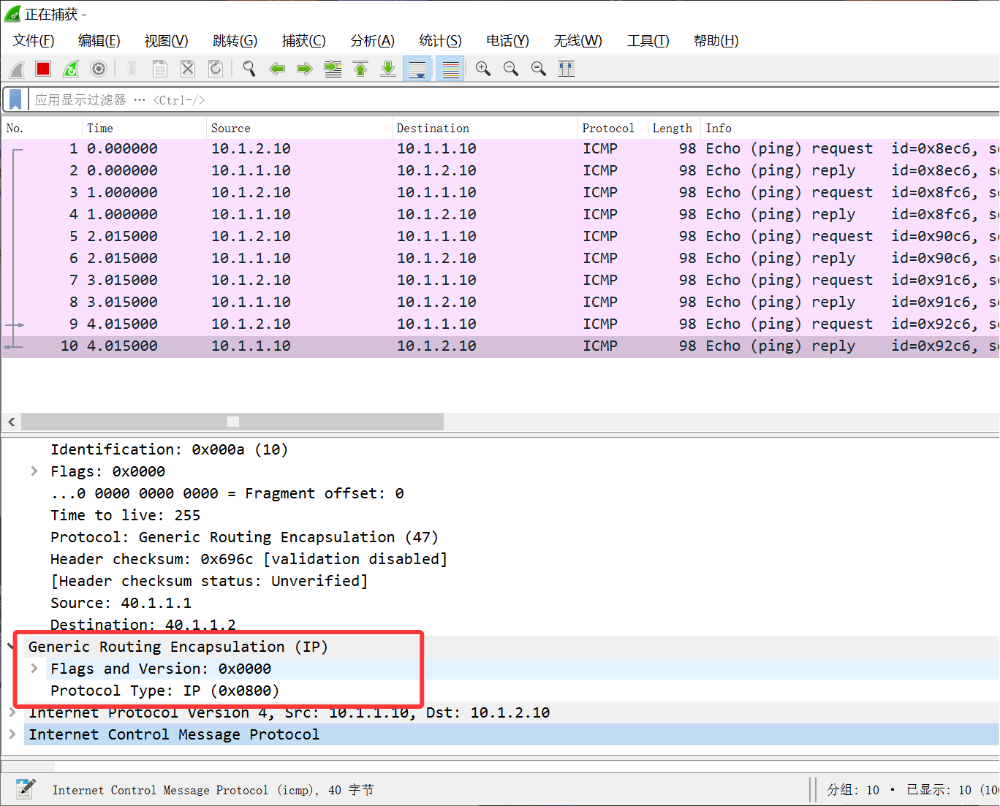 正在捕获 -
文件(F) 编辑(E) 视图(V) 跳转(G) 捕获(C) 分析(A) 统计(S) 电话(Y) 无线(W) 工具(T) 帮助(H)
应用显示过滤器 … <Ctrl-/>
No. Time Source Destination Protocol Length Info
1 0.000000 10.1.2.10 10.1.1.10 ICMP 98 Echo (ping) request id=0x8ec6,
2 0.000000 10.1.1.10 10.1.2.10 ICMP 98 Echo (ping) reply id=0x8ec6,
3 1.000000 10.1.2.10 10.1.1.10 ICMP 98 Echo (ping) request id=0x8fc6,
4 1.000000 10.1.1.10 10.1.2.10 ICMP 98 Echo (ping) reply id=0x8fc6,
5 2.015000 10.1.2.10 10.1.1.10 ICMP 98 Echo (ping) request id=0x90c6,
6 2.015000 10.1.1.10 10.1.2.10 ICMP 98 Echo (ping) reply id=0x90c6,
7 3.015000 10.1.2.10 10.1.1.10 ICMP 98 Echo (ping) request id=0x91c6,
8 3.015000 10.1.1.10 10.1.2.10 ICMP 98 Echo (ping) reply id=0x91c6,
9 4.015000 10.1.2.10 10.1.1.10 ICMP 98 Echo (ping) request id=0x92c6,
10 4.015000 10.1.1.10 10.1.2.10 ICMP 98 Echo (ping) reply id=0x92c6,
Identification: 0x000a (10)
Flags: 0x0000
...0 0000 0000 0000 = Fragment offset: 0
Time to live: 255
Protocol: Generic Routing Encapsulation (47)
Header checksum: 0x696c [validation disabled]
[Header checksum status: Unverified]
Source: 40.1.1.1
Destination: 40.1.1.2
Generic Routing Encapsulation (IP)
Flags and Version: 0x0000
Protocol Type: IP (0x0800)
Internet Protocol Version 4, Src: 10.1.1.10, Dst: 10.1.2.10
Internet Control Message Protocol
Internet Control Message Protocol (icmp), 40 字节 分组: 10 · 已显示: 10